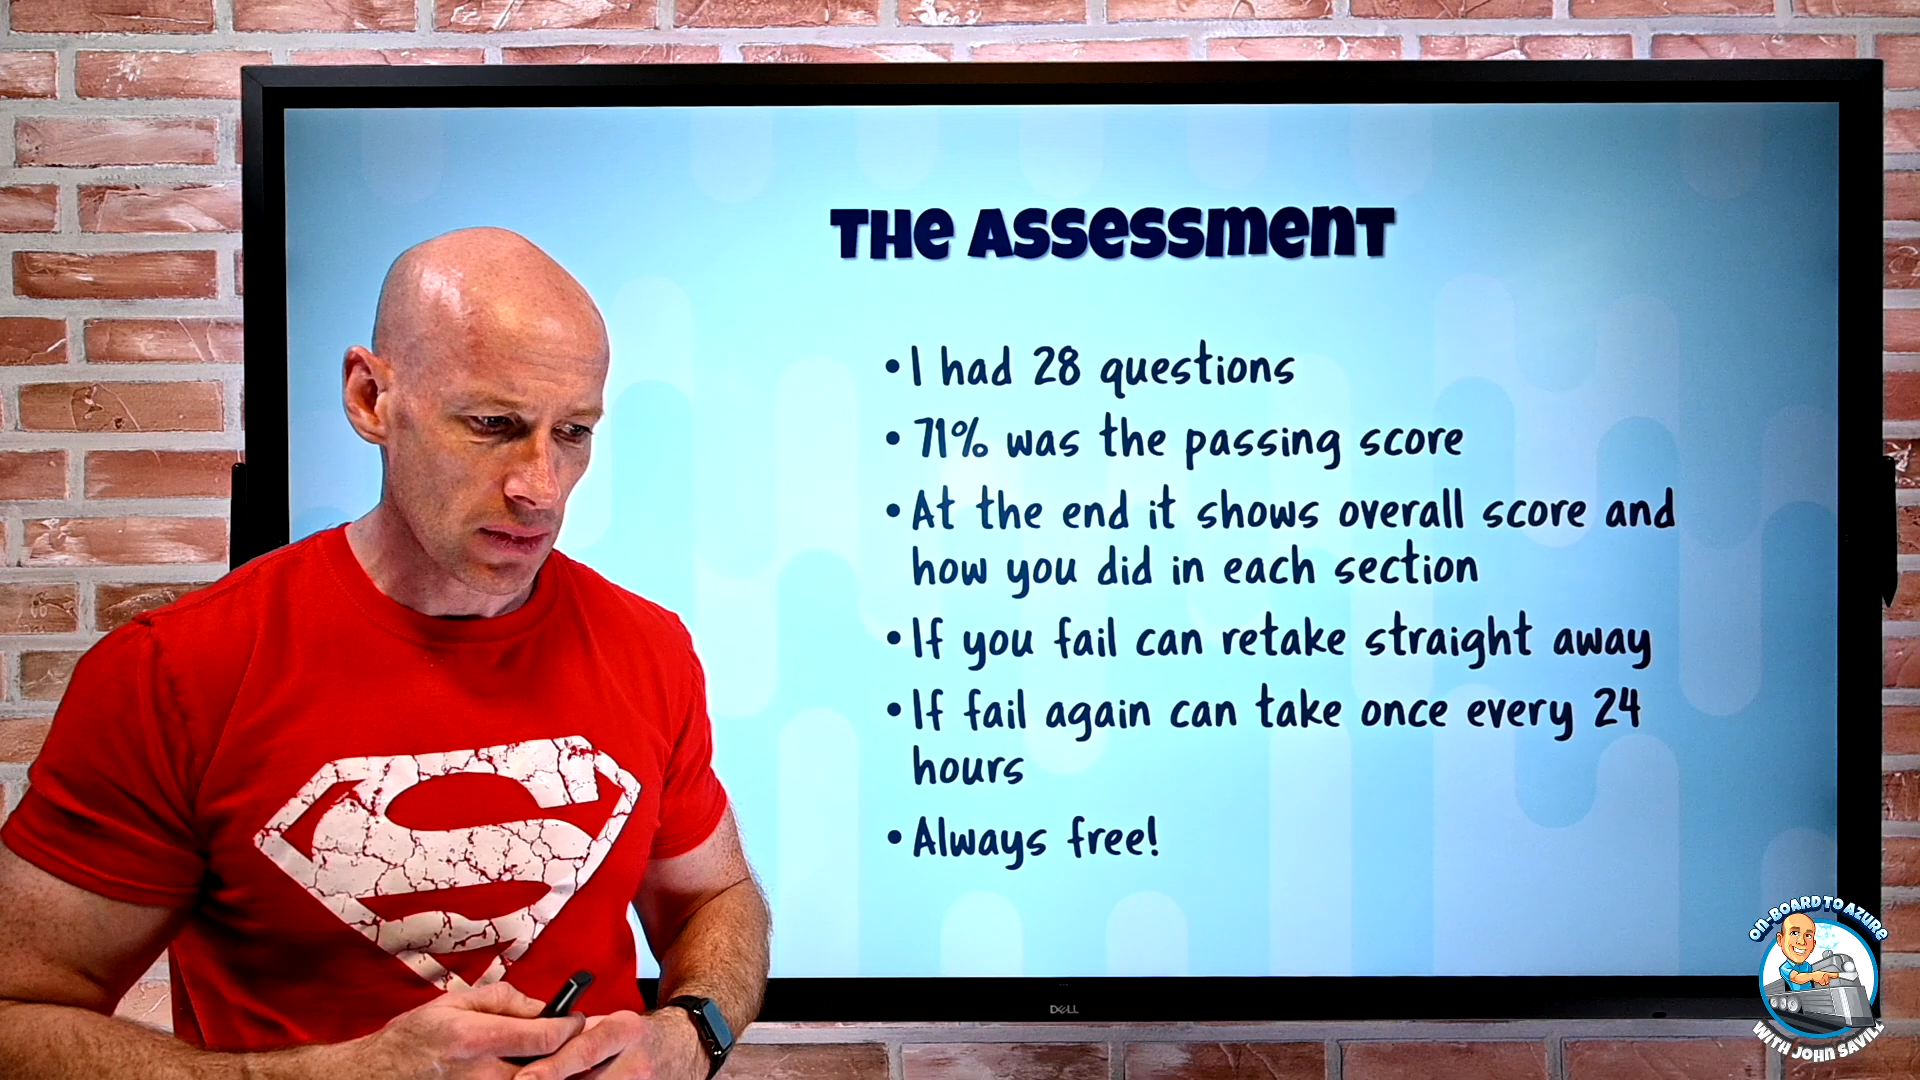 The Assessment
•I had 28 questions
•71% was the passing score
•At the end it shows overall score and
how you did in each section
•If you fail can retake straight away
•If fail again can take once every 24
hours
•Always free!
DELL
ON-BOARD TO AZURE
WITH JOHN SAVILL